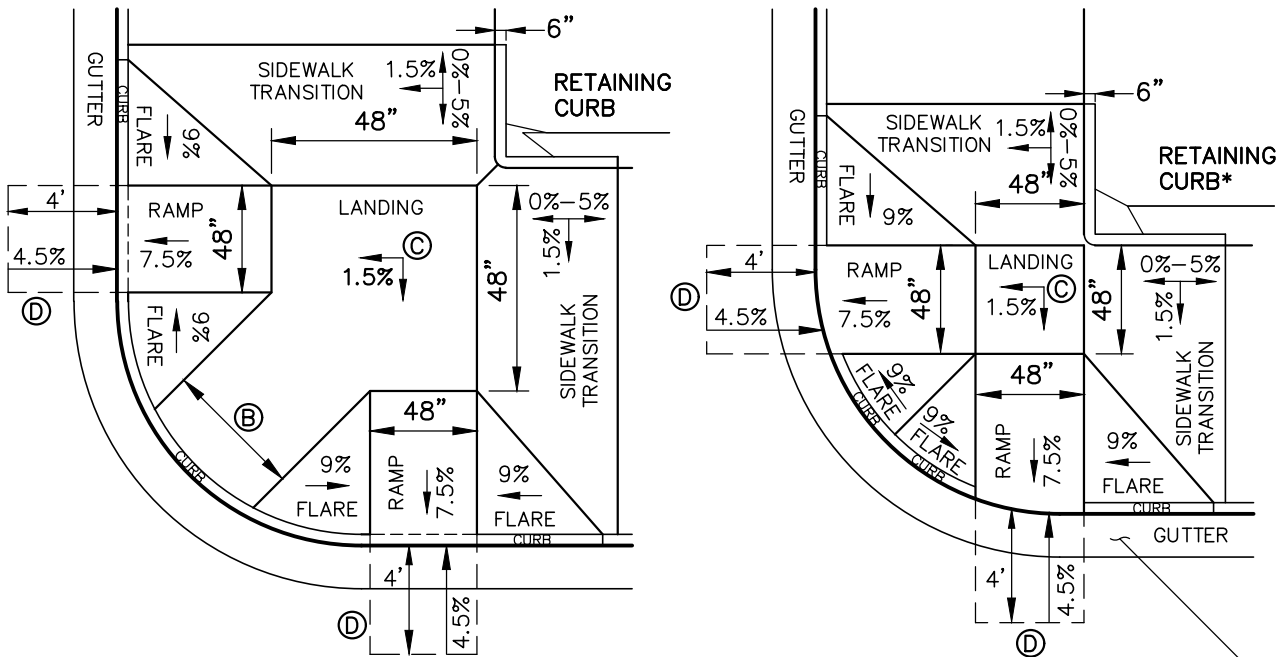 6”
SIDEWALK
TRANSITION
1.5%
0%-5%
RETAINING
CURB
GUTTER
CURB
FLARE
9%
48”
4’
RAMP
7.5%
48”
LANDING
C
1.5%
48”
0%-5%
1.5%
4.5%
D
FLARE
9%
SIDEWALK
TRANSITION
B
48”
CURB
9%
FLARE
RAMP
7.5%
9%
FLARE
CURB
4’
4.5%
D
6”
SIDEWALK
TRANSITION
1.5%
0%-5%
RETAINING
CURB*
GUTTER
CURB
FLARE
9%
48”
4’
RAMP
7.5%
48”
LANDING
C
1.5%
48”
0%-5%
1.5%
D
4.5%
SIDEWALK
TRANSITION
9%
FLARE
CURB
9%
FLARE
CURB
48”
RAMP
7.5%
9%
FLARE
CURB
GUTTER
4’
4.5%
D